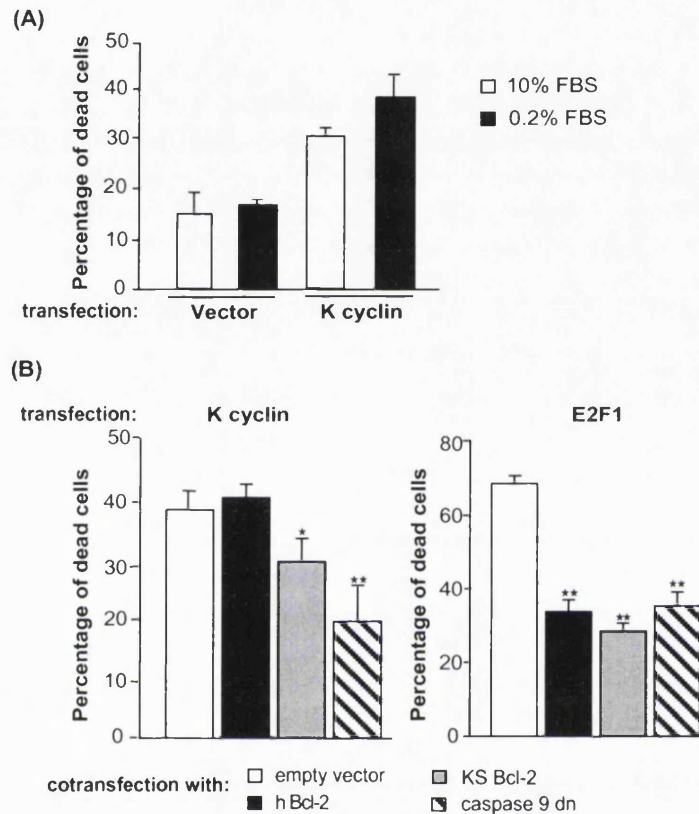 (A)
Percentage of dead cells
50
40
30
20
10
0
10% FBS
0.2% FBS
transfection:
Vector
K cyclin
(B)
transfection:
K cyclin
E2F1
Percentage of dead cells
50
40
30
20
10
0
*
**
Percentage of dead cells
80
60
40
20
0
**
**
**
cotransfection with:
empty vector
h Bcl-2
KS Bcl-2
caspase 9 dn